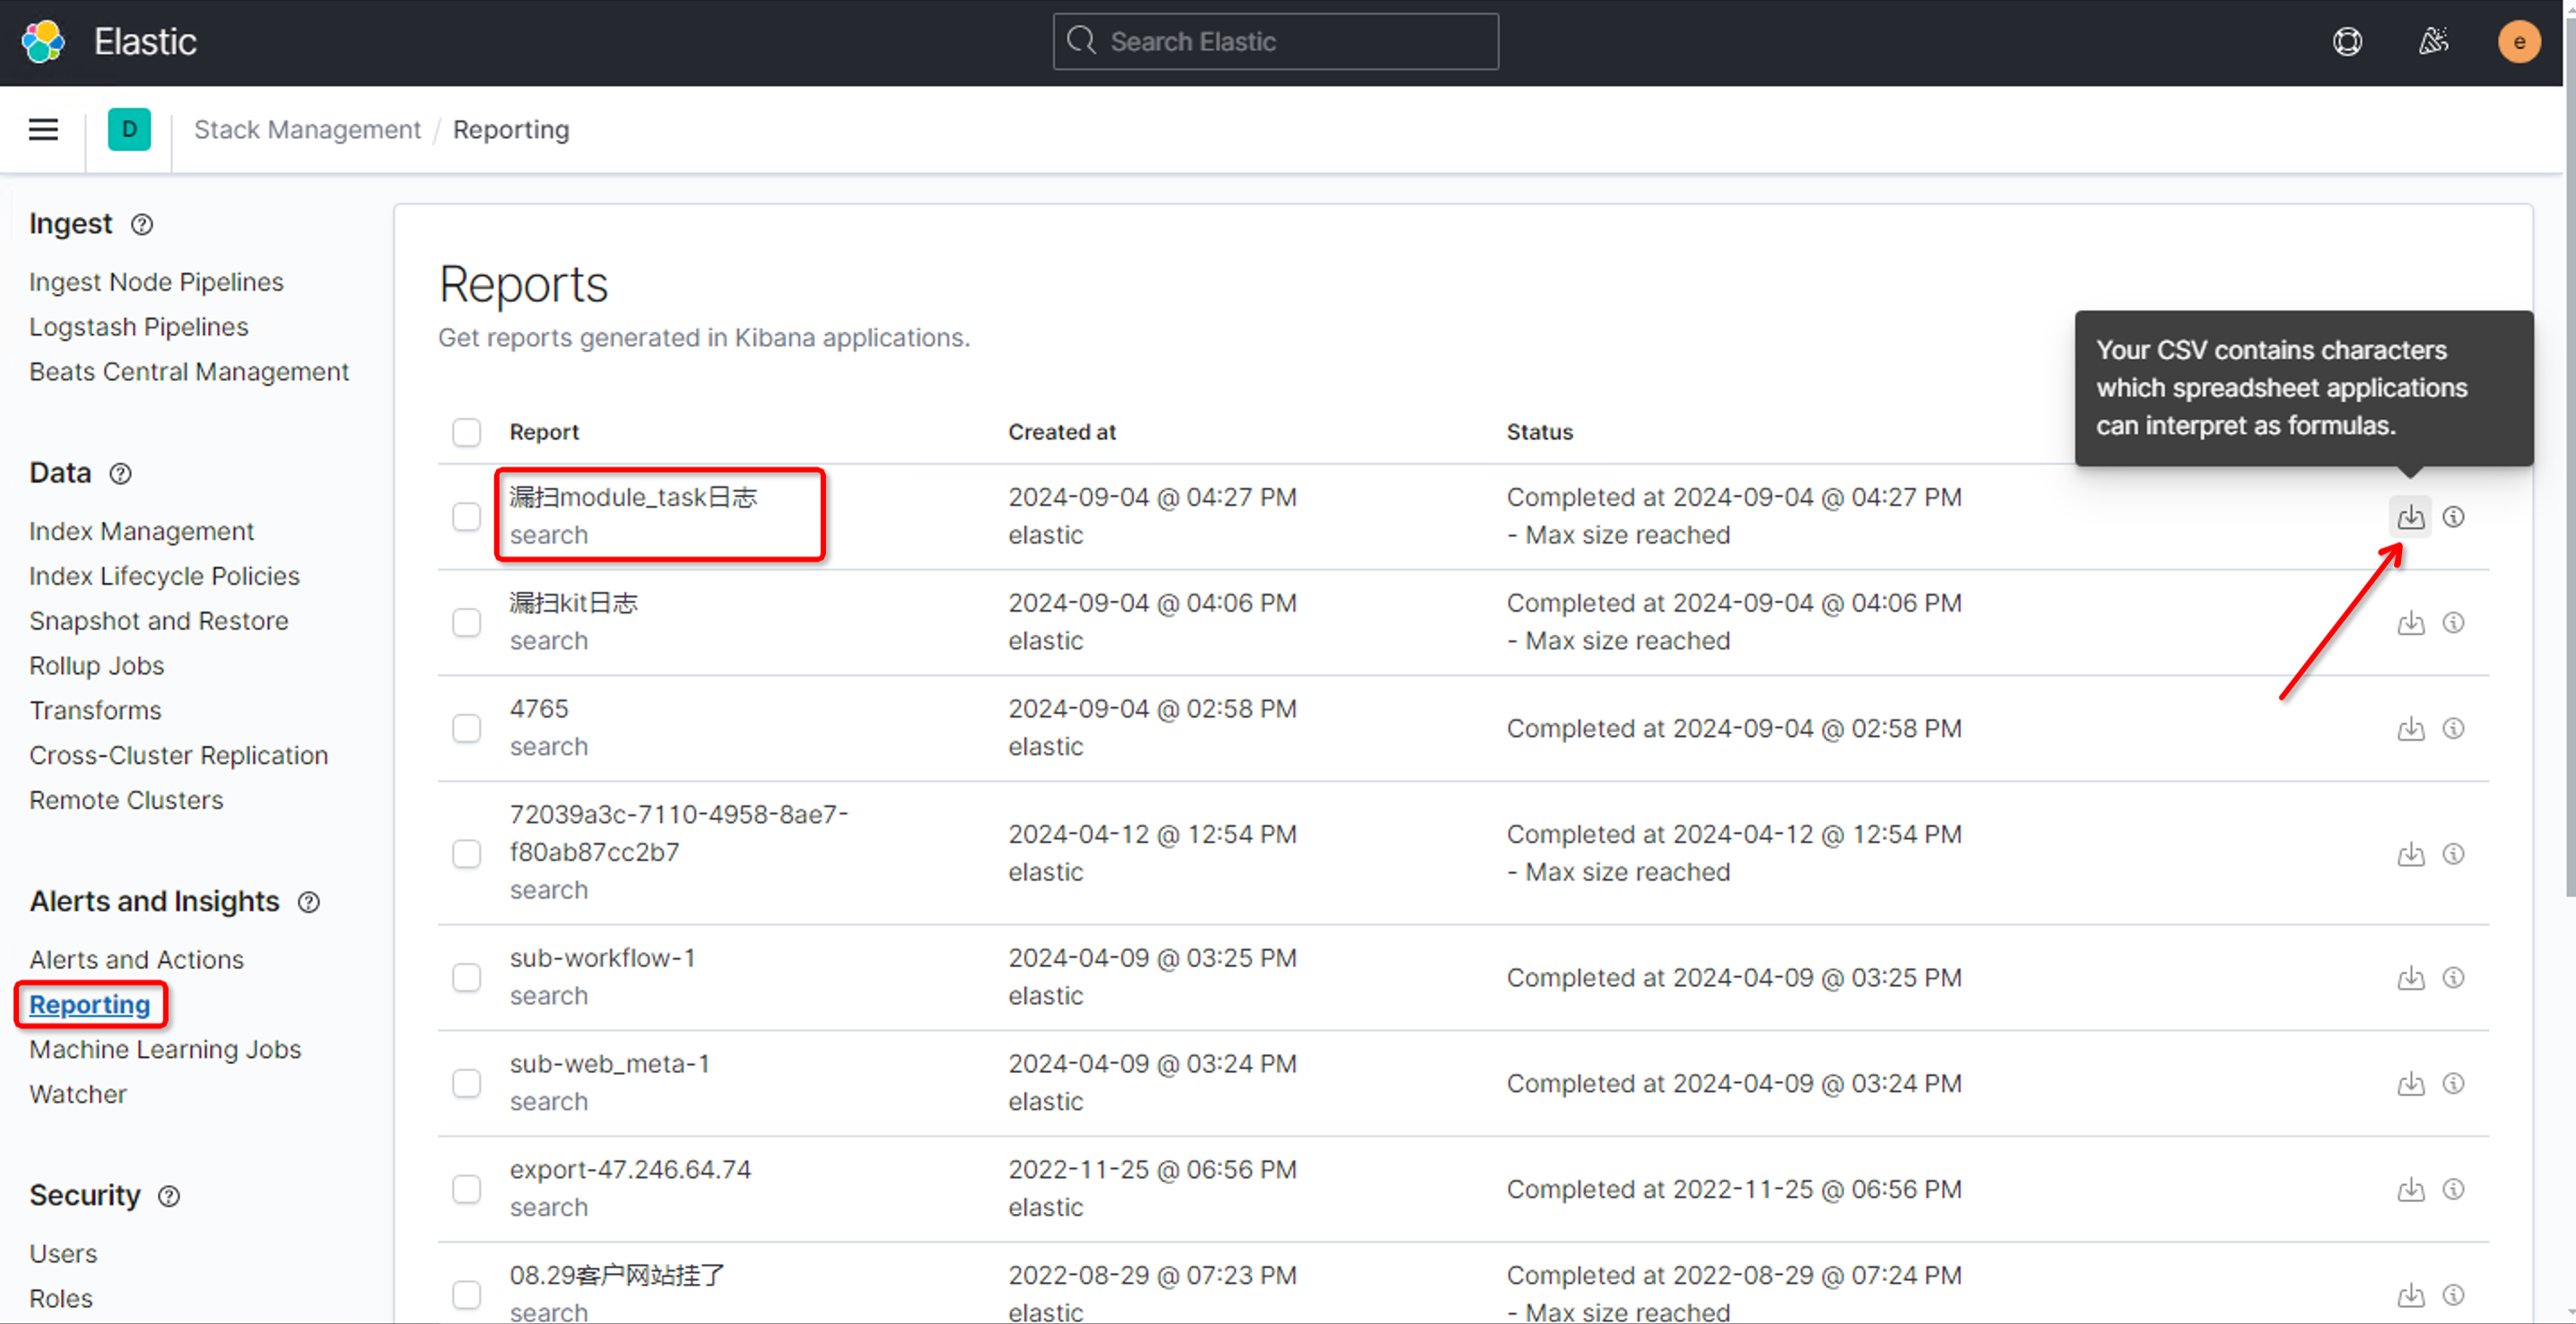 Elastic
Search Elastic
e
D
Stack Management / Reporting
Ingest
Ingest Node Pipelines
Logstash Pipelines
Beats Central Management
Data
Index Management
Index Lifecycle Policies
Snapshot and Restore
Rollup Jobs
Transforms
Cross-Cluster Replication
Remote Clusters
Alerts and Insights
Alerts and Actions
Reporting
Machine Learning Jobs
Watcher
Security
Users
Roles
Reports
Get reports generated in Kibana applications.
Your CSV contains characters
which spreadsheet applications
can interpret as formulas.
Report Created at Status
漏扫module_task日志 2024-09-04 @ 04:27 PM Completed at 2024-09-04 @ 04:27 PM
search elastic - Max size reached
漏扫kit日志 2024-09-04 @ 04:06 PM Completed at 2024-09-04 @ 04:06 PM
search elastic - Max size reached
4765 2024-09-04 @ 02:58 PM Completed at 2024-09-04 @ 02:58 PM
search elastic
72039a3c-7110-4958-8ae7-
f80ab87cc2b7 2024-04-12 @ 12:54 PM Completed at 2024-04-12 @ 12:54 PM
search elastic - Max size reached
sub-workflow-1 2024-04-09 @ 03:25 PM Completed at 2024-04-09 @ 03:25 PM
search elastic
sub-web_meta-1 2024-04-09 @ 03:24 PM Completed at 2024-04-09 @ 03:24 PM
search elastic
export-47.246.64.74 2022-11-25 @ 06:56 PM Completed at 2022-11-25 @ 06:56 PM
search elastic
08.29客户网站挂了 2022-08-29 @ 07:23 PM Completed at 2022-08-29 @ 07:24 PM
search elastic - Max size reached